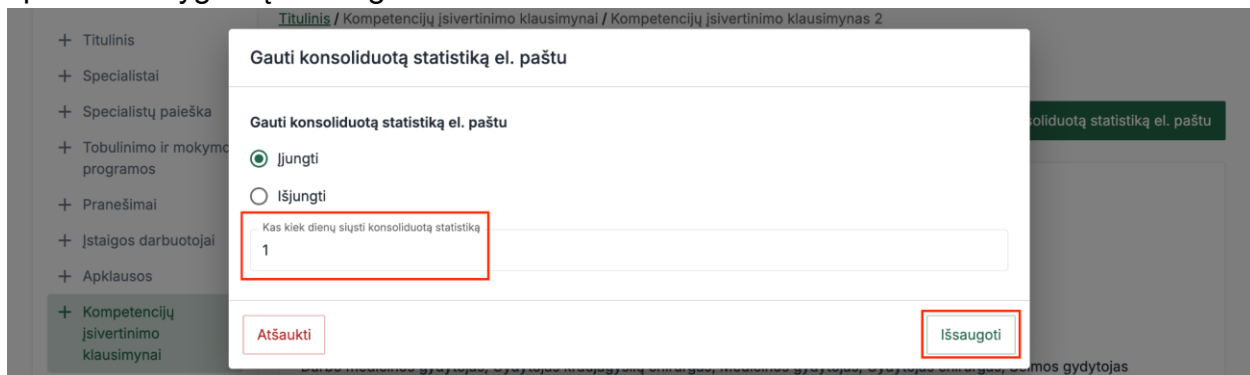 Titulinis / Kompetencijų įsivertinimo klausimynai / Kompetencijų įsivertinimo klausimynas 2
Titulinis
Specialistai
Specialistų paieška
Tobulinimo ir mokymo
programos
Pranešimai
Įstaigos darbuotojai
Apklausos
Kompetencijų
įsivertinimo
klausimynai
Gauti konsoliduotą statistiką el. paštu
Gauti konsoliduotą statistiką el. paštu
Įjungti
Išjungti
Kas kiek dienų siųsti konsoliduotą statistiką
1
Atšaukti
Išsaugoti
statistiką el. paštu
gydytojas